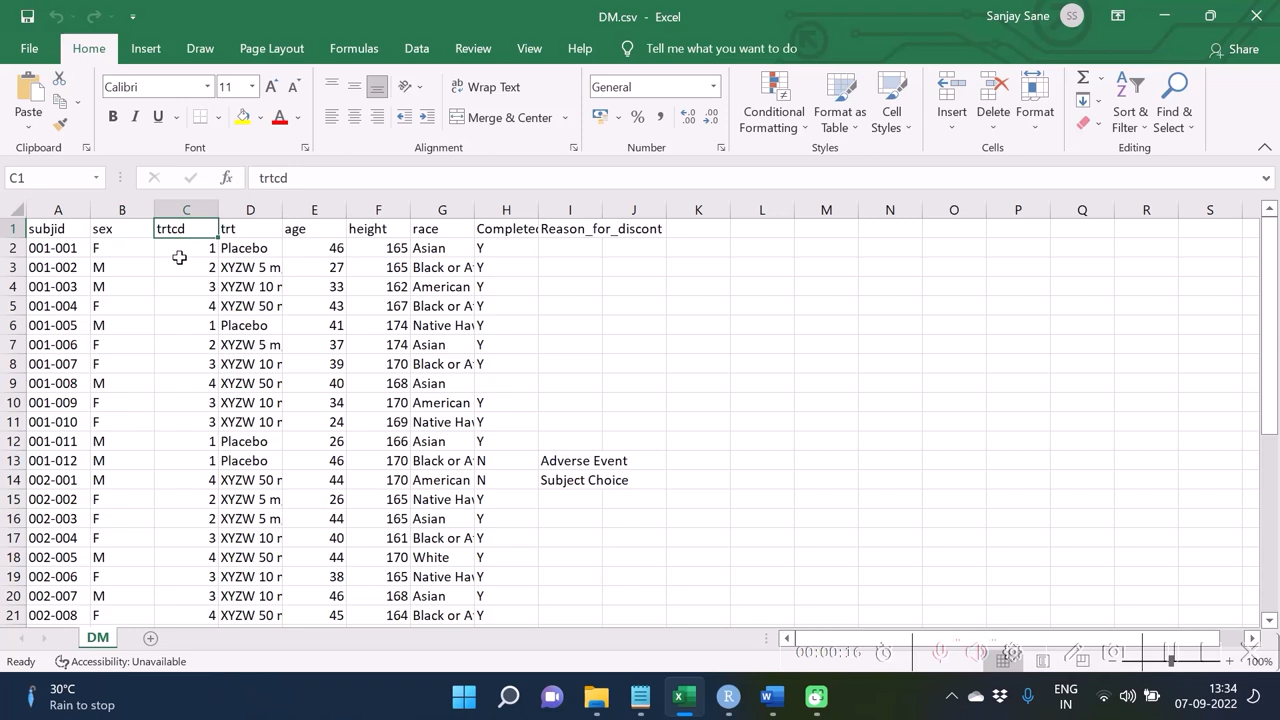 DM.csv - Excel
Sanjay Sane
SS
File Home Insert Draw Page Layout Formulas Data Review View Help Tell me what you want to do Share
Paste
Clipboard
Calibri 11
B I U
Font
Wrap Text
Merge & Center
Alignment
General
Number
Conditional Formatting
Format as Table
Cell Styles
Styles
Insert Delete Format
Cells
Sort & Filter
Find & Select
Editing
C1 fx trtcd
A B C D E F G H I J K L M N O P Q R S
1 subjid sex trtcd trt age height race Completed Reason_for_discont
2 001-001 F 1 Placebo 46 165 Asian Y
3 001-002 M 2 XYZW 5 m 27 165 Black or A Y
4 001-003 M 3 XYZW 10 m 33 162 American Y
5 001-004 F 4 XYZW 50 m 43 167 Black or A Y
6 001-005 M 1 Placebo 41 174 Native Hav Y
7 001-006 F 2 XYZW 5 m 37 174 Asian Y
8 001-007 F 3 XYZW 10 m 39 170 Black or A Y
9 001-008 M 4 XYZW 50 m 40 168 Asian
10 001-009 F 3 XYZW 10 m 34 170 American Y
11 001-010 F 3 XYZW 10 m 24 169 Native Hav Y
12 001-011 M 1 Placebo 26 166 Asian Y
13 001-012 M 1 Placebo 46 170 Black or A N Adverse Event
14 002-001 M 4 XYZW 50 m 44 170 American N Subject Choice
15 002-002 F 2 XYZW 5 m 26 165 Native Hav Y
16 002-003 F 2 XYZW 5 m 44 165 Asian Y
17 002-004 F 3 XYZW 10 m 40 161 Black or A Y
18 002-005 M 4 XYZW 50 m 44 170 White Y
19 002-006 F 3 XYZW 10 m 38 165 Native Hav Y
20 002-007 M 3 XYZW 10 m 46 168 Asian Y
21 002-008 F 4 XYZW 50 m 45 164 Black or A Y
DM
00:00:16
Ready Accessibility: Unavailable 100%
30°C
Rain to stop
ENG
IN
13:34
07-09-2022